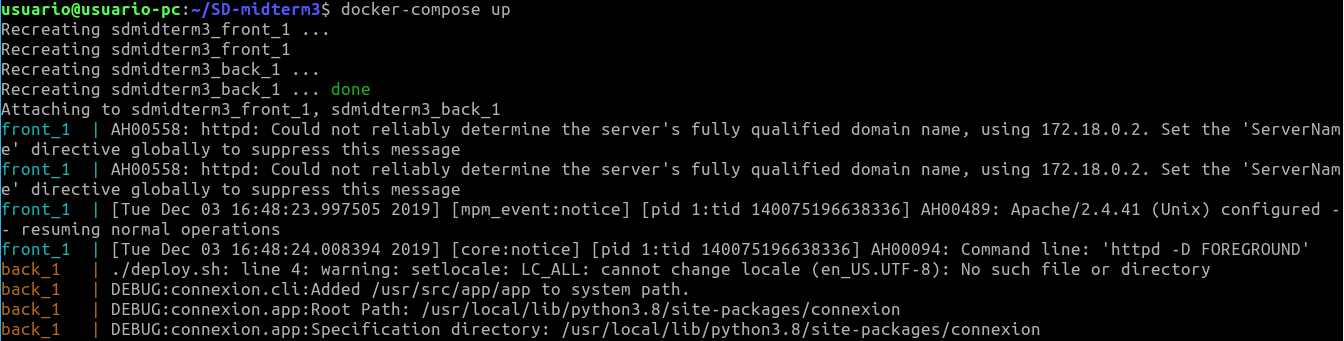 usuario@usuario-pc:~/SD-midterm3$ docker-compose up
Recreating sdmidterm3_front_1 ...
Recreating sdmidterm3_front_1
Recreating sdmidterm3_back_1 ...
Recreating sdmidterm3_back_1 ... done
Attaching to sdmidterm3_front_1, sdmidterm3_back_1
front_1  | AH00558: httpd: Could not reliably determine the server's fully qualified domain name, using 172.18.0.2. Set the 'ServerNam
e' directive globally to suppress this message
front_1  | AH00558: httpd: Could not reliably determine the server's fully qualified domain name, using 172.18.0.2. Set the 'ServerNam
e' directive globally to suppress this message
front_1  | [Tue Dec 03 16:48:23.997505 2019] [mpm_event:notice] [pid 1:tid 140075196638336] AH00489: Apache/2.4.41 (Unix) configured -
- resuming normal operations
front_1  | [Tue Dec 03 16:48:24.008394 2019] [core:notice] [pid 1:tid 140075196638336] AH00094: Command line: 'httpd -D FOREGROUND'
back_1   | ./deploy.sh: line 4: warning: setlocale: LC_ALL: cannot change locale (en_US.UTF-8): No such file or directory
back_1   | DEBUG:connexion.cli:Added /usr/src/app/app to system path.
back_1   | DEBUG:connexion.app:Root Path: /usr/local/lib/python3.8/site-packages/connexion
back_1   | DEBUG:connexion.app:Specification directory: /usr/local/lib/python3.8/site-packages/connexion